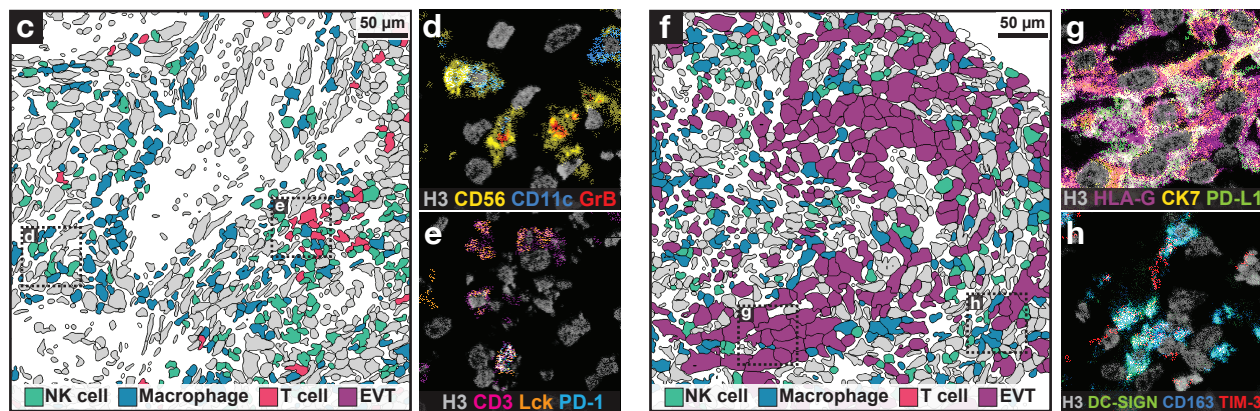 c
50 µm
d
NK cell Macrophage T cell EVT
d
H3 CD56 CD11c GrB
e
e
H3 CD3 Lck PD-1
f
50 µm
g
h
NK cell Macrophage T cell EVT
g
H3 HLA-G CK7 PD-L1
h
H3 DC-SIGN CD163 TIM-3